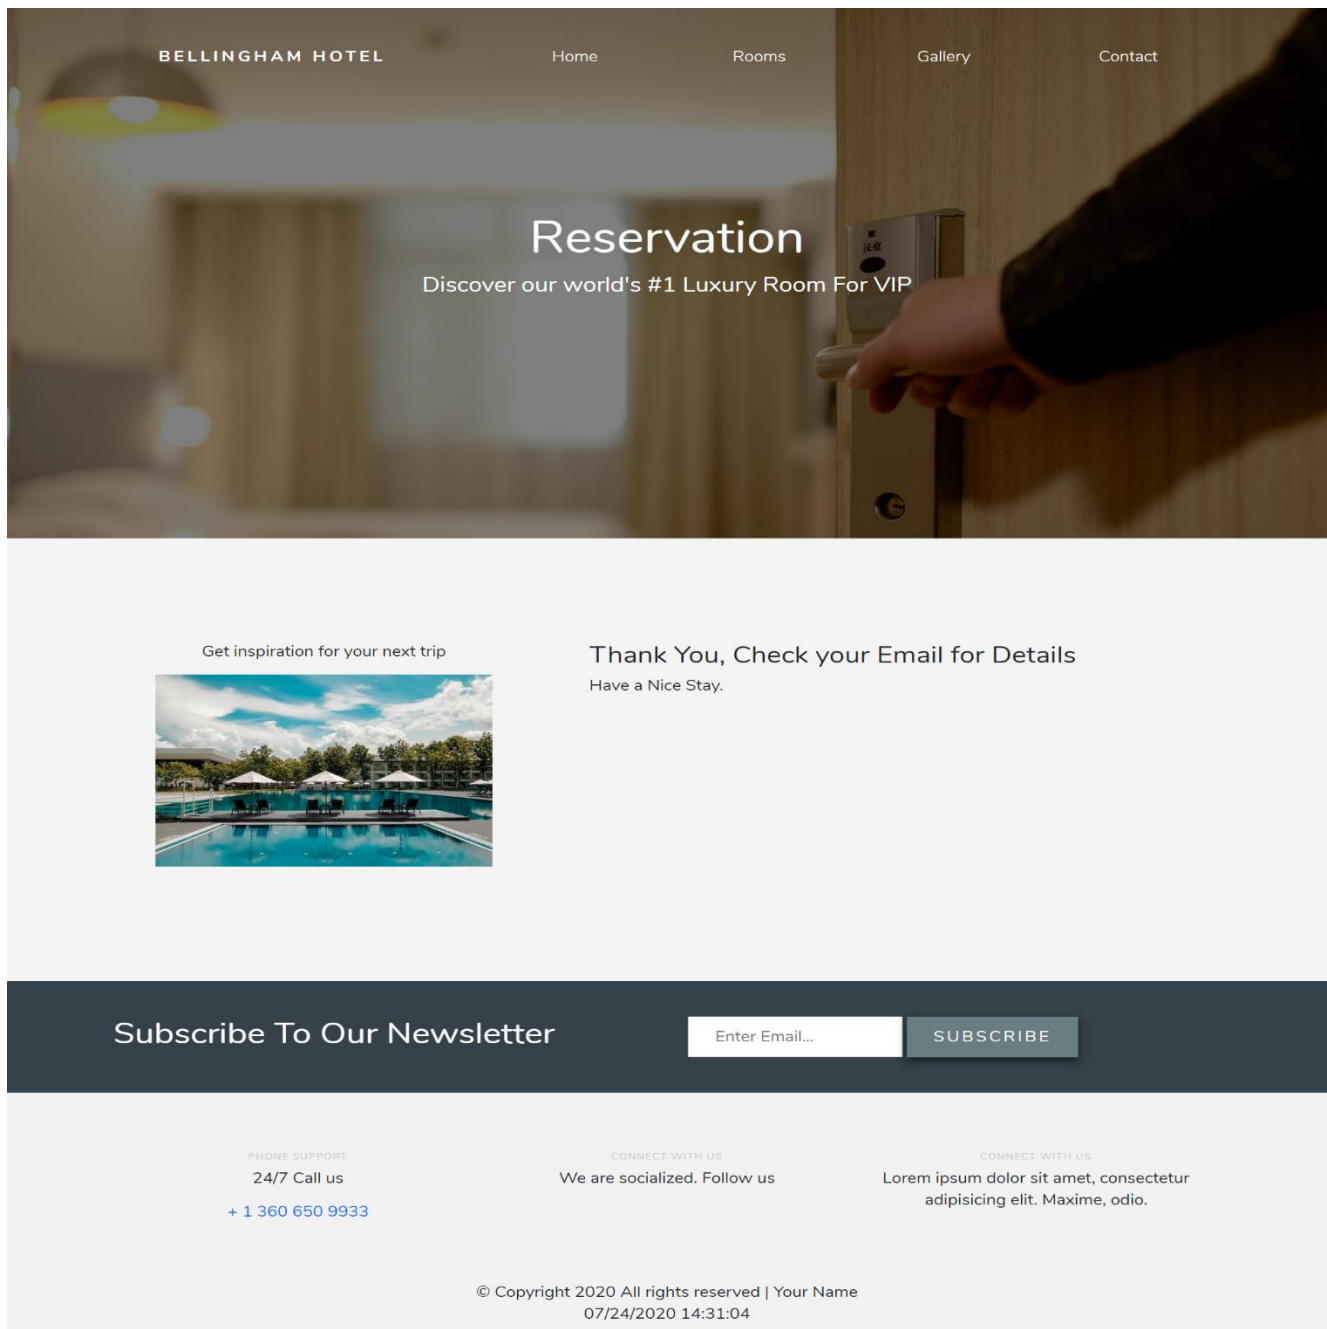 BELLINGHAM HOTEL
Home
Rooms
Gallery
Contact
Reservation
汉庭
Discover our world's #1 Luxury Room For VIP
Get inspiration for your next trip
Thank You, Check your Email for Details
Have a Nice Stay.
Subscribe To Our Newsletter
Enter Email...
SUBSCRIBE
PHONE SUPPORT
24/7 Call us
+ 1 360 650 9933
CONNECT WITH US
We are socialized. Follow us
CONNECT WITH US
Lorem ipsum dolor sit amet, consectetur
adipisicing elit. Maxime, odio.
© Copyright 2020 All rights reserved | Your Name
07/24/2020 14:31:04